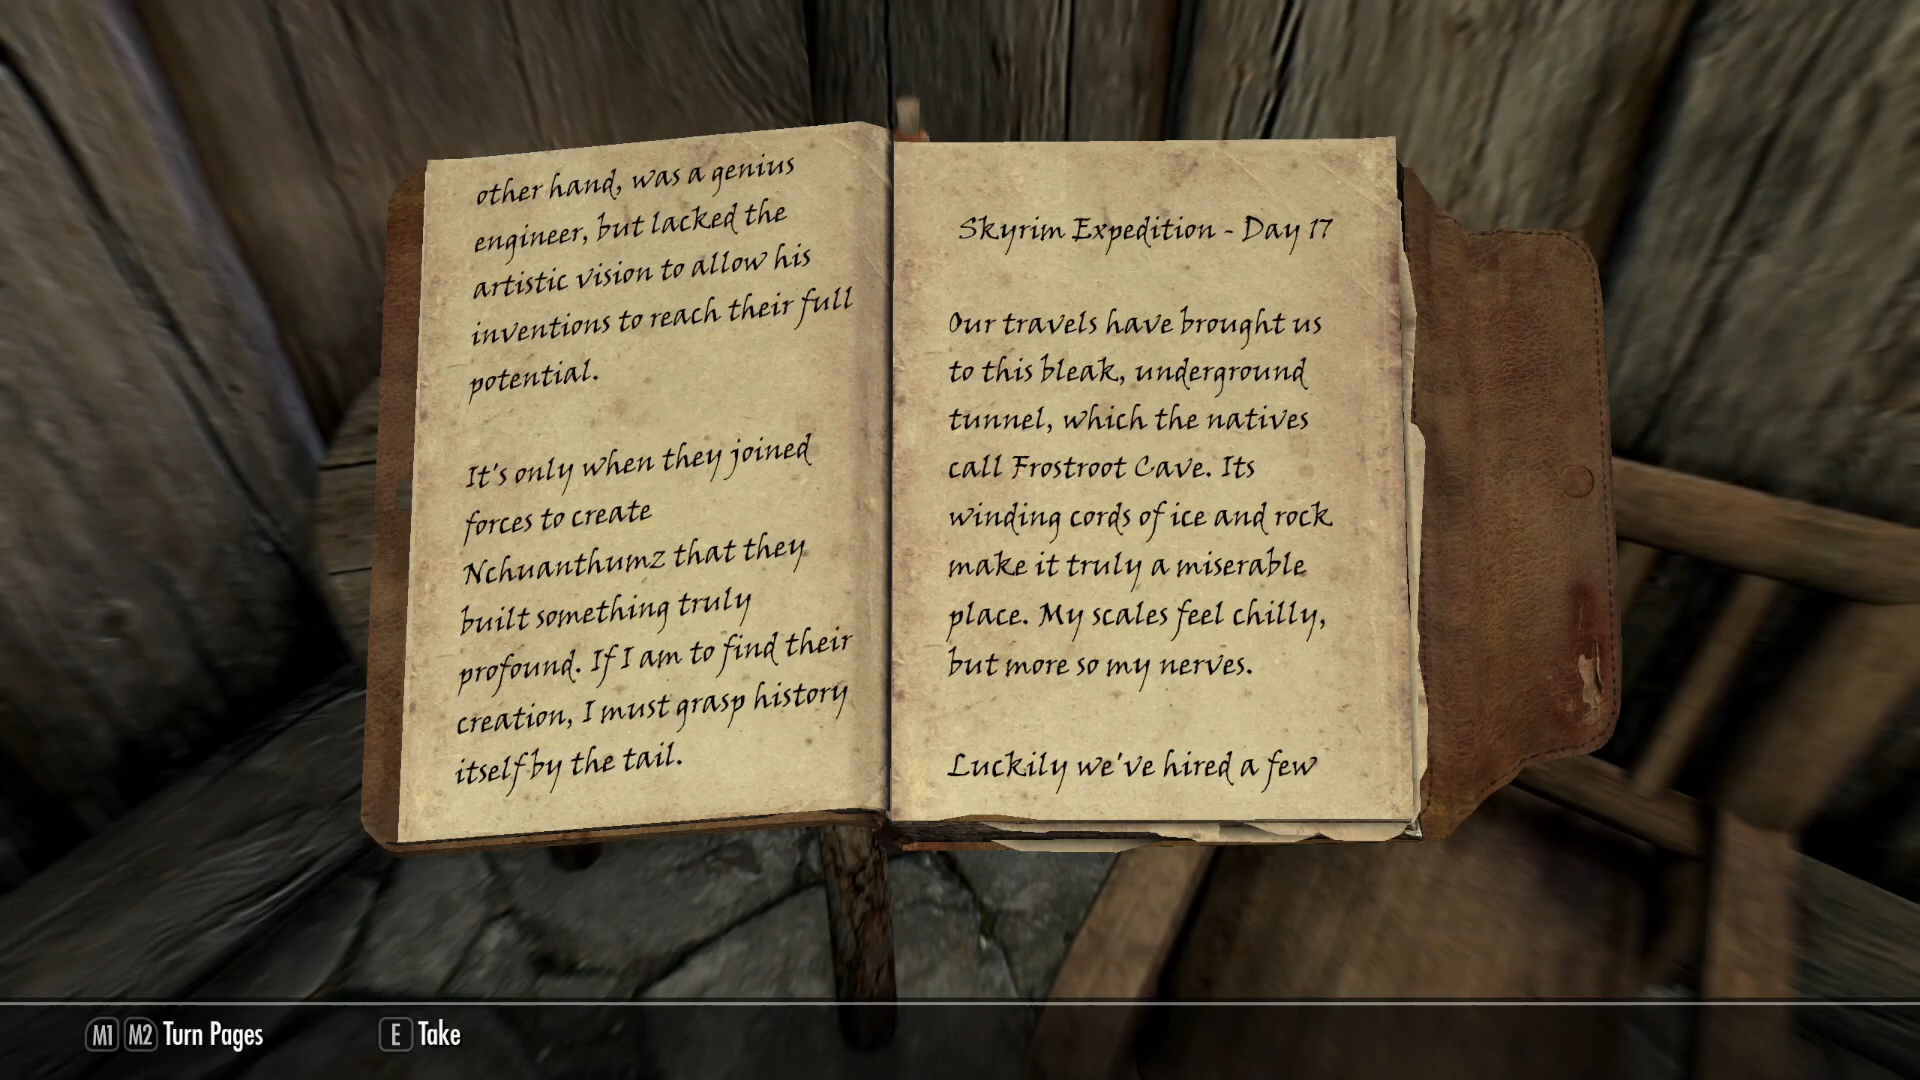 other hand, was a genius
engineer, but lacked the
artistic vision to allow his
inventions to reach their full
potential.
It's only when they joined
forces to create
Nchuanthumz that they
built something truly
profound. If I am to find their
creation, I must grasp history
itself by the tail.
Skyrim Expedition - Day 17
Our travels have brought us
to this bleak, underground
tunnel, which the natives
call Frostroot Cave. Its
winding cords of ice and rock
make it truly a miserable
place. My scales feel chilly,
but more so my nerves.
Luckily we've hired a few
M1 M2 Turn Pages
E Take